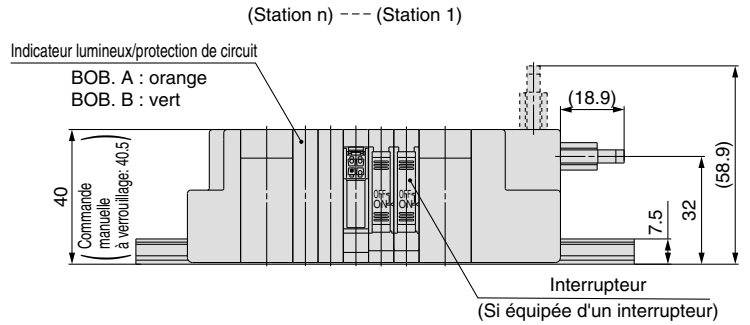 (Station n) --- (Station 1)
Indicateur lumineux/protection de circuit
BOB. A : orange
BOB. B : vert
(18.9)
(58.9)
40
(Commande
manuelle
à verrouillage: 40.5)
OFF
ON
OFF
ON
7.5
32
Interrupteur
(Si équipée d'un interrupteur)